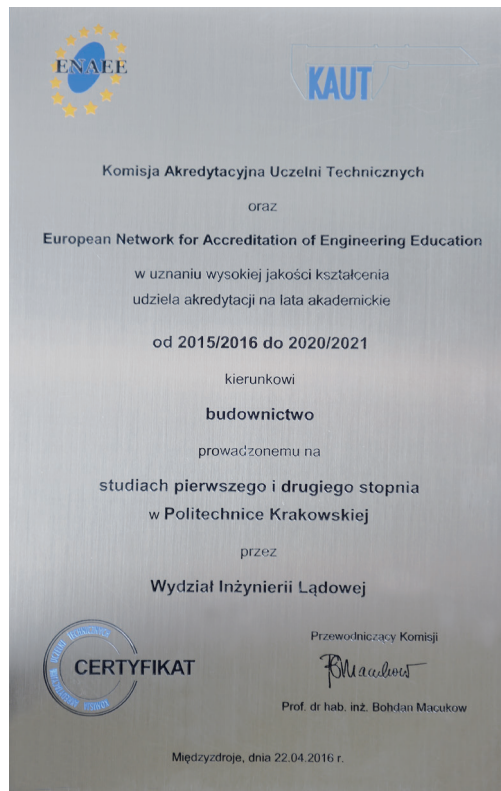 ENAEE
KAUT
Komisja Akredytacyjna Uczelni Technicznych
oraz
European Network for Accreditation of Engineering Education
w uznaniu wysokiej jakości kształcenia
udziela akredytacji na lata akademickie
od 2015/2016 do 2020/2021
kierunkowi
budownictwo
prowadzonemu na
studiach pierwszego i drugiego stopnia
w Politechnice Krakowskiej
przez
Wydział Inżynierii Lądowej
CERTYFIKAT
Przewodniczący Komisji
BMacukow
Prof. dr hab. inż. Bohdan Macukow
Międzyzdroje, dnia 22.04.2016 r.